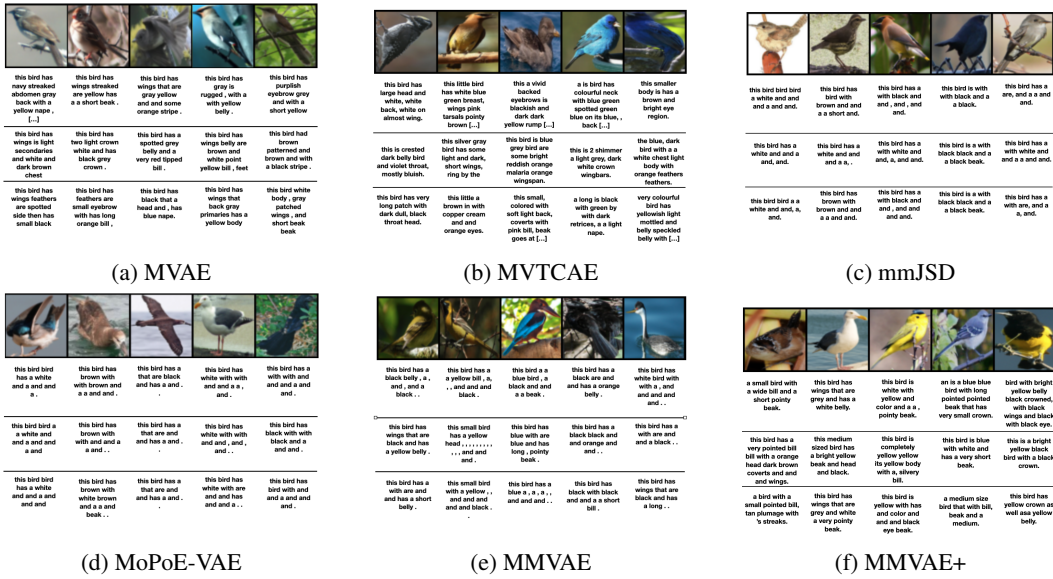 this bird has
navy streaked
abdomen gray
back with a
yellow nape ,
[...]
this bird has
wings streaked
are yellow has
a a short beak .
this bird has
wings that are
gray yellow
and and some
orange stripe .
this bird has
gray is
rugged , with a
with yellow
belly .
this bird has
purplish
eyebrow grey
and with a
short yellow .
this bird has
wings is light
secondaries
and white and
dark brown
chest
this bird has
two light crown
white and has
black grey
crown .
this bird has a
spotted grey
belly and a
very red tipped
bill .
this bird has
wings belly are
brown and
white point
yellow bill , feet
this bird had
brown
patterned and
brown and with
a black stripe .
this bird has
wings feathers
are spotted
side then has
small black
this bird has
feathers are
small eyebrow
with has long
orange bill ,
this bird has
black that a
head and , has
blue nape.
this bird has
wings that
back gray
primaries has a
yellow body
this bird white
body , gray
patched
wings , and
short beak
beak
(a) MVAE
this bird has
large head and
white, white
back, white on
almost wing.
this little bird
has white blue
green breast,
wings pink
tarsals pointy
brown [...]
this a vivid
backed
eyebrows is
blackish and
dark dark
yellow rump [...]
a is bird has
colourful neck
with blue green
spotted green
blue on its blue, ,
back [...]
this smaller
body is has a
brown and
bright eye
region.
this is crested
dark belly bird
and violet throat,
mostly bluish.
this silver gray
bird has some
light and dark,
short wings,
ring by the
this bird is blue
grey bird are
some bright
reddish orange
malaria orange
wingspan.
this is 2 shimmer
a light grey, dark
white crown
wingbars.
the blue, dark
bird with a
white chest light
body with
orange feathers
feathers.
this bird has very
long patch with
dark dull, black
throat head.
this little a
brown in with
copper cream
and and
orange eyes.
this small,
colored with
soft light back,
coverts with
pink bill, beak
goes at [...]
a long is black
with green by
with dark
retrices, a a light
nape.
very colourful
bird has
yellowish light
mottled and
belly speckled
belly with [...]
(b) MVTCAE
this bird bird bird
a white and and
and a and and.
this bird has
bird with
brown and and
a a short and.
this bird has a
with black and
and , and , and
and.
this bird is with
with black and a
a black.
this bird has a
are, and a a and
and.
this bird has a
white and and a
and, and.
this bird has a
white and and
and a a, .
this bird has a
with white and
and, a and, and
and.
this bird is a with
black black and a
a black beak.
this bird has a
with white and
and a a and and.
this bird bird a a
white and and, a,
and.
this bird has
brown with
brown and and
a a and and.
this bird has a
with black and
and , and and
and and.
this bird is a with
black black and a
a black beak.
this bird has a
with are, and a
a, and.
(c) mmJSD
this bird bird
has a white
and a and and
a .
this bird has
brown with
with brown and
a a and and .
this bird has a
that are black
and has a and .
.
this bird has
white with with
and and a a ,
and and .
this bird has a
with with and
and and a and
and .
this bird bird a
a white and
and a and and
and
this bird has
brown with
with and and a
and . .
this bird has a
that are and
and has a and .
.
this bird has
white with with
and and , and ,
and and . .
this bird has
black with with
black and a
and and .
this bird bird
has a white
and and a and
and
this bird has
brown with
white brown
and a a and
beak . .
this bird has a
that are and
and has a and .
.
this bird has
white with are
and and has
and and a . .
this bird has
bird with and
and a and and
and .
(d) MoPoE-VAE
this bird has a
black belly , a ,
and , and a
black . .
this bird has a
a yellow bill , a,
, , and and and
black .
this bird a a
blue bird , a
black and and
a a beak .
this bird has a
black are and
and has a orange
belly .
this bird has
white bird with
with a , and
and and and
and . .
this bird has
wings that are
black and has
a yellow belly .
this small bird
has a yellow
head , , , , , , , , ,
, , , and and
and .
this bird has
blue with are
blue and has
long , pointy
beak .
this bird has a
black black
and and orange
and and . .
this bird has a
with are and
and a black . .
this bird has a
with are and
and has a short
belly .
this small bird
with a yellow , ,
and and and
and and black .
.
this bird has a
blue a , a , a , ,
and and and . .
this bird has
black with black
and and a a short
bill .
this bird has
wings that are
black and has
a long . .
(e) MMVAE
a small bird with
a wide bill and a
short pointy
beak.
this bird has
wings that are
grey and has a
white belly.
this bird is
white with
yellow and
color and a a ,
pointy beak.
an is a blue blue
bird with long
pointed pointed
beak that has
very small crown.
bird with bright
yellow belly
black crowned,
with black
wings and black
with black eye.
this bird has a
very pointed bill
bill with a orange
head dark brown
coverts and and
and wings.
this medium
sized bird has
a bright yellow
beak and head
and black.
this bird is
completely
yellow yellow
its yellow body
with a, silvery
bill.
this bird is blue
with white and
has a very short
beak.
this is a bright
yellow black
bird with a black
crown.
a bird with a
small pointed bill,
tan plumage with
's streaks.
this bird has
wings that are
grey and white
a very pointy
beak.
this bird is
yellow has
and color and
and and black
eye beak.
a medium size
bird that with bill,
beak and a
medium.
this bird has
yellow crown as
well asa yellow
belly.
(f) MMVAE+